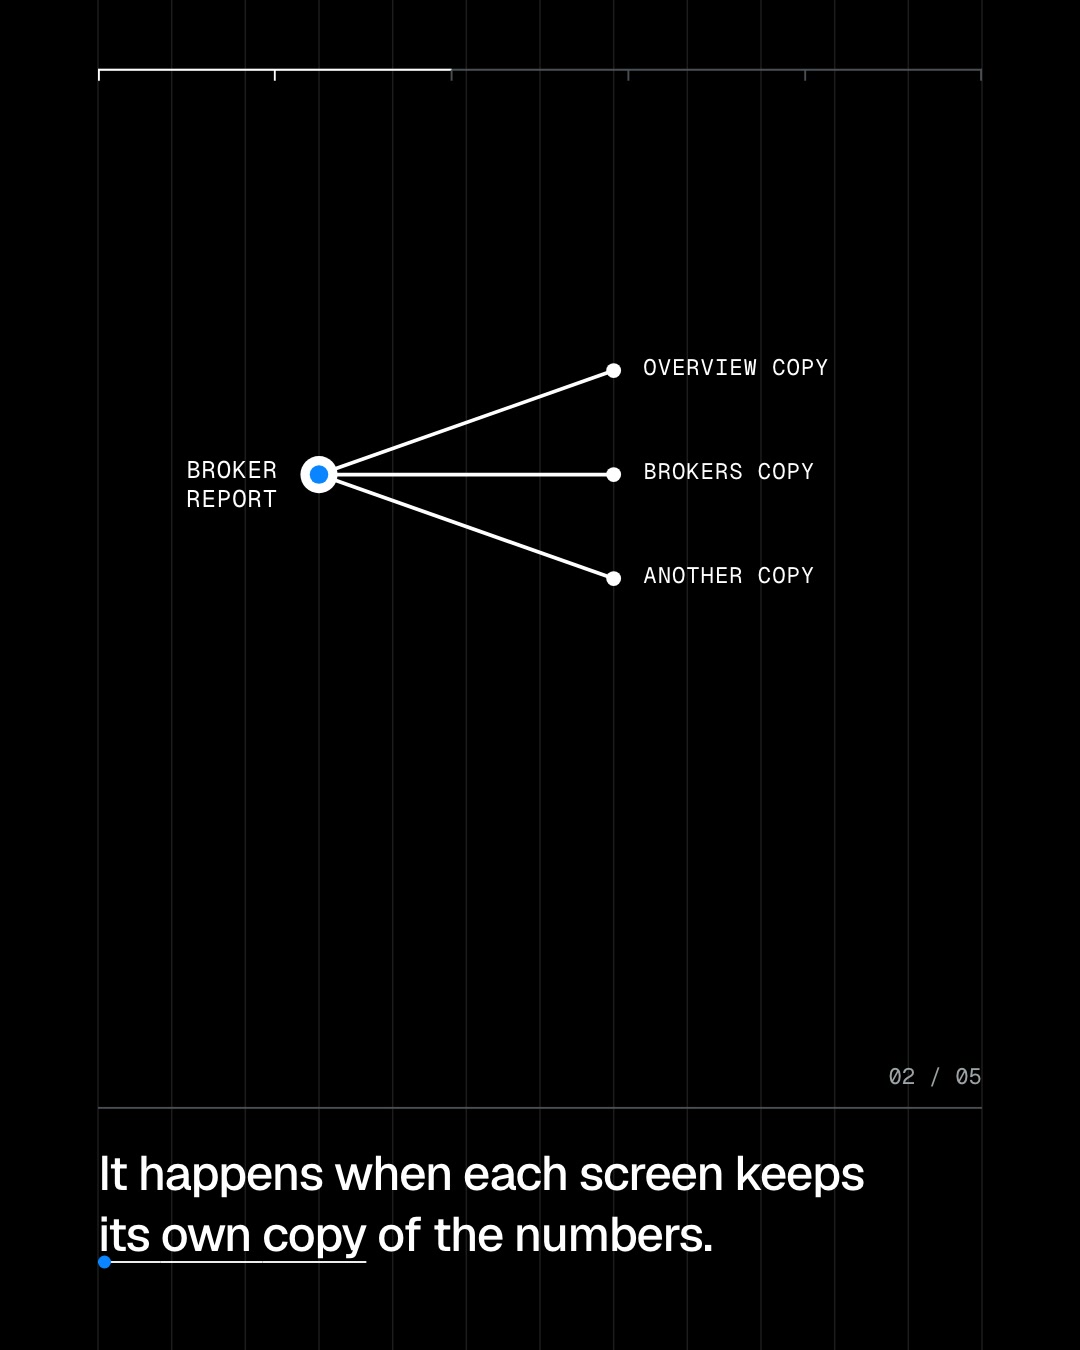 OVERVIEW COPY
BROKER
REPORT
BROKERS COPY
ANOTHER COPY
02 / 05
It happens when each screen keeps
its own copy of the numbers.